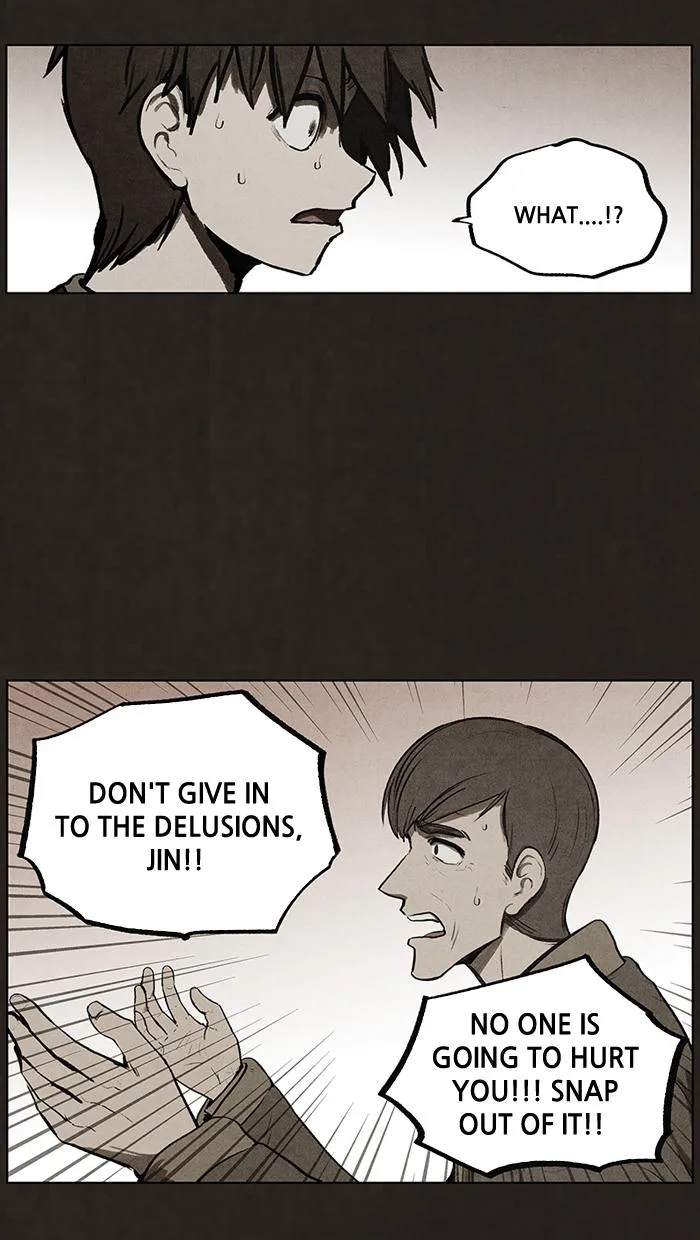 WHAT....!?
DON'T GIVE IN
TO THE DELUSIONS,
JIN!!
NO ONE IS
GOING TO HURT
YOU!!! SNAP
OUT OF IT!!